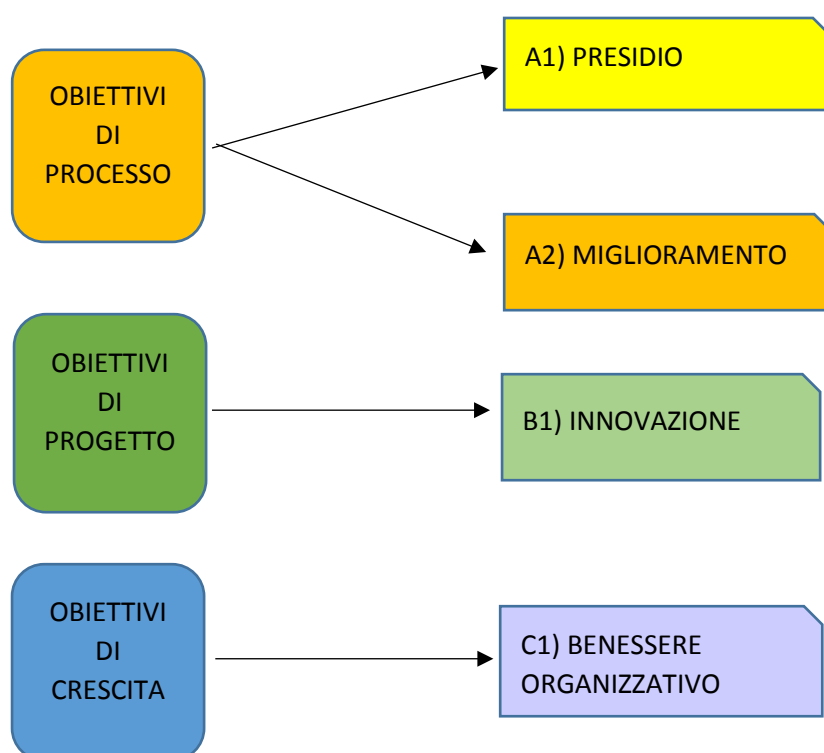 OBIETTIVI
DI
PROCESSO
A1) PRESIDIO
A2) MIGLIORAMENTO
OBIETTIVI
DI
PROGETTO
B1) INNOVAZIONE
OBIETTIVI
DI
CRESCITA
C1) BENESSERE
ORGANIZZATIVO